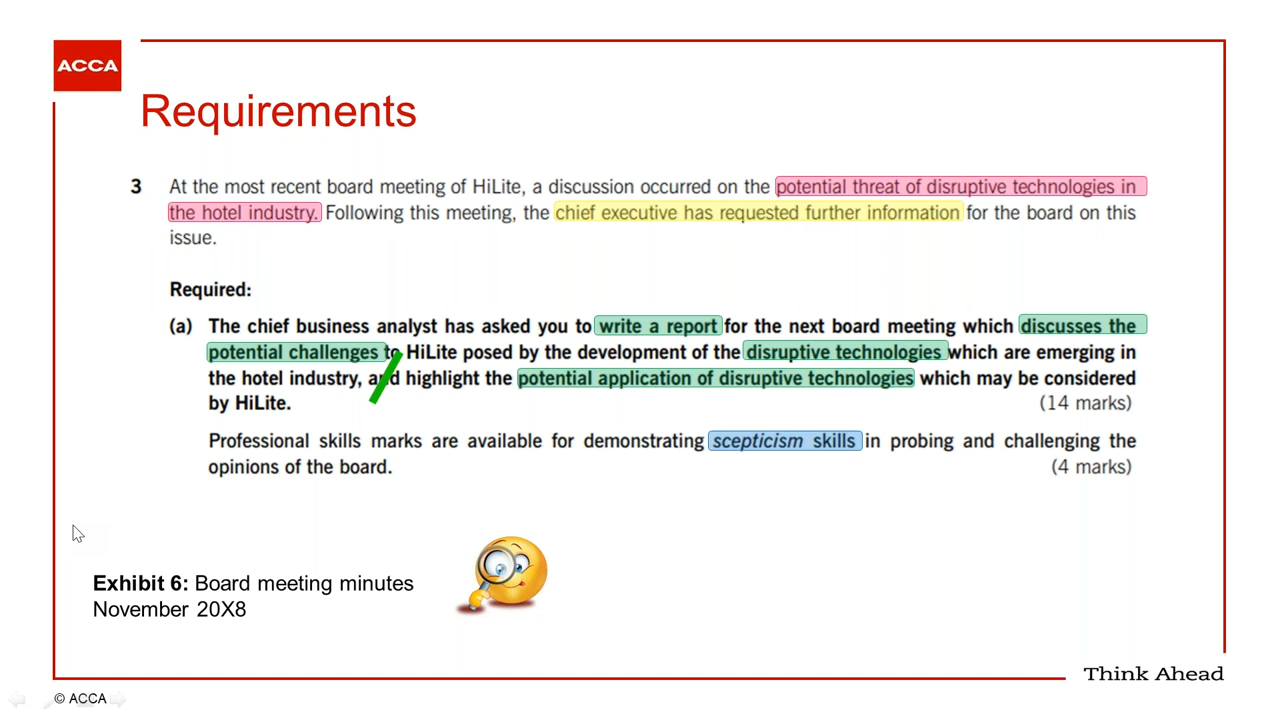 ACCA
Requirements
3 At the most recent board meeting of HiLite, a discussion occurred on the potential threat of disruptive technologies in
the hotel industry. Following this meeting, the chief executive has requested further information for the board on this
issue.
Required:
(a) The chief business analyst has asked you to write a report for the next board meeting which discusses the
potential challenges to HiLite posed by the development of the disruptive technologies which are emerging in
the hotel industry, and highlight the potential application of disruptive technologies which may be considered
by HiLite. (14 marks)
Professional skills marks are available for demonstrating scepticism skills in probing and challenging the
opinions of the board. (4 marks)
Exhibit 6: Board meeting minutes
November 20X8
Think Ahead
© ACCA